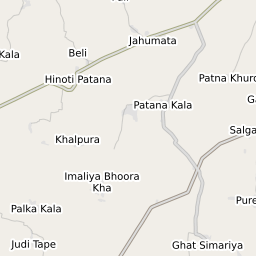 Jahumata
Beli
Kala
Hinoti Patana
Patna Khurd
Patana Kala
Salga
Khalpura
Imaliya Bhoora
Kha
Pure
Palka Kala
Judi Tape
Ghat Simariya